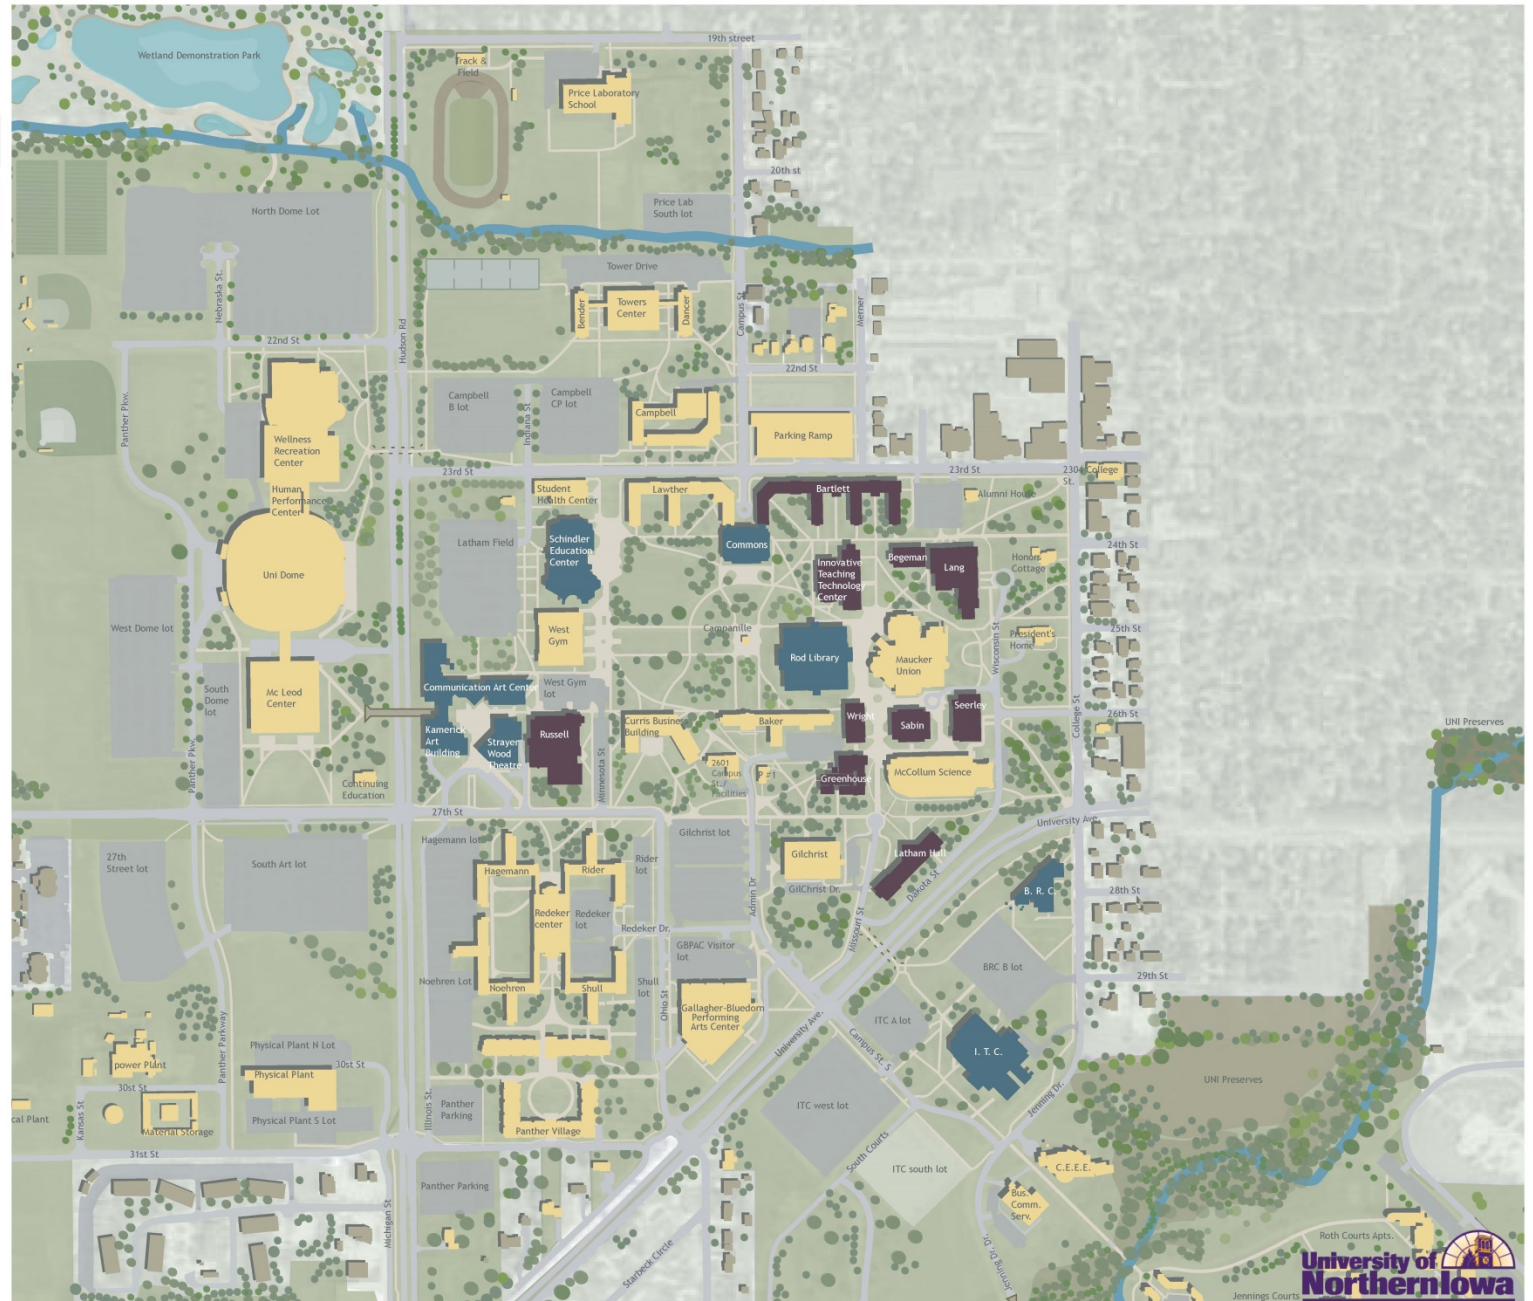 19th street
Wetland Demonstration Park
Track &
Field
Price Laboratory
School
20th st
Price Lab
South lot
North Dome Lot
Tower Drive
Nebraska St.
Bender
Towers
Center
Dancer
Campus St
Merner
Hudson Rd
22nd St
22nd St
Panther Pkw.
Campbell
B lot
Indiana St
Campbell
CP lot
Campbell
Parking Ramp
Wellness
Recreation
Center
23rd St
23rd St
2304 College
St.
Human
Performance
Center
Student
Health Center
Lawther
Bartlett
Alumni House
Latham Field
Schindler
Education
Center
Commons
24th St
Innovative
Teaching
Technology
Center
Begeman
Lang
Honors
Cottage
Uni Dome
West Dome lot
West
Gym
Campanille
25th St
President's
Home
Rod Library
Maucker
Union
Wisconsin St
Mc Leod
Center
South
Dome
lot
Communication Art Center
West Gym
lot
College St
Curris Business
Building
Baker
Wright
Sabin
Seerley
26th St
UNI Preserves
Kamerick
Art
Building
Strayer
Wood
Theatre
Russell
Minnesota St
Panther Pkw.
2601
Campus
St./
Facilities
P #1
Greenhouse
McCollum Science
Continuing
Education
27th St
University Ave.
27th
Street lot
South Art lot
Hagemann lot
Hagemann
Rider
Rider
lot
Gilchrist lot
Gilchrist
GilChrist Dr.
Latham Hall
Dakota St
B. R. C.
28th St
Redeker
center
Redeker
lot
Redeker Dr.
Admin Dr
Missouri St
GBPAC Visitor
lot
BRC B lot
29th St
Noehren Lot
Noehren
Shull
Shull
lot
Ohio St
Gallagher-Bluedorn
Performing
Arts Center
University Ave.
ITC A lot
Campus St. S
I. T. C.
Physical Plant N Lot
Panther Parkway
power Plant
30st St
Physical Plant
30st St
UNI Preserves
Jenning Dr.
cal Plant
Kansas St
Material Storage
Physical Plant S Lot
Illinois St.
Panther
Parking
Panther Village
ITC west lot
31st St
South Courts
ITC south lot
C.E.E.E.
Panther Parking
Bus.
Comm.
Serv.
Michigan St
Starbeck Circle
Jenning Dr.
Roth Courts Apts.
Jennings Courts
University of
Northern Iowa